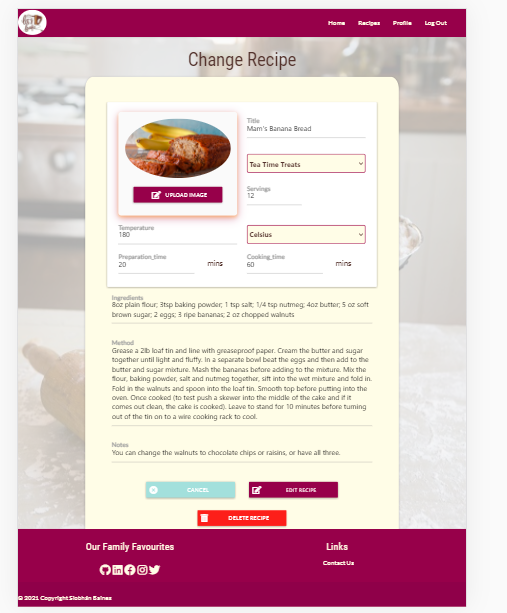 Home Recipes Profile Log Out
Change Recipe
Title
Mam's Banana Bread
Tea Time Treats
UPLOAD IMAGE
Servings
12
Temperature
180
Celsius
Preparation_time
20 mins
Cooking_time
60 mins
Ingredients
8oz plain flour; 3tsp baking powder; 1 tsp salt; 1/4 tsp nutmeg; 4oz butter; 5 oz soft
brown sugar; 2 eggs; 3 ripe bananas; 2 oz chopped walnuts
Method
Grease a 2lb loaf tin and line with greaseproof paper. Cream the butter and sugar
together until light and fluffy. In a separate bowl beat the eggs and then add to the
butter and sugar mixture. Mash the bananas before adding to the mixture. Mix the
flour, baking powder, salt and nutmeg together, sift into the wet mixture and fold in.
Fold in the walnuts and spoon into the loaf tin. Smooth top before putting into the
oven. Once cooked (to test push a skewer into the middle of the cake and if it
comes out clean, the cake is cooked). Leave to stand for 10 minutes before turning
out of the tin on to a wire cooking rack to cool.
Notes
You can change the walnuts to chocolate chips or raisins, or have all three.
CANCEL
EDIT RECIPE
DELETE RECIPE
Our Family Favourites
Links
Contact Us
© 2021 Copyright Siobhán Baines